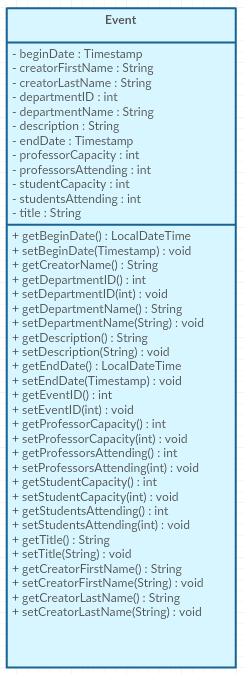 Event
- beginDate : Timestamp
- creatorFirstName : String
- creatorLastName : String
- departmentID : int
- departmentName : String
- description : String
- endDate : Timestamp
- professorCapacity : int
- professorsAttending : int
- studentCapacity : int
- studentsAttending : int
- title : String
+ getBeginDate() : LocalDateTime
+ setBeginDate(Timestamp) : void
+ getCreatorName() : String
+ getDepartmentID() : int
+ setDepartmentID(int) : void
+ getDepartmentName() : String
+ setDepartmentName(String) : void
+ getDescription() : String
+ setDescription(String) : void
+ getEndDate() : LocalDateTime
+ setEndDate(Timestamp) : void
+ getEventID() : int
+ setEventID(int) : void
+ getProfessorCapacity() : int
+ setProfessorCapacity(int) : void
+ getProfessorsAttending() : int
+ setProfessorsAttending(int) : void
+ getStudentCapacity() : int
+ setStudentCapacity(int) : void
+ getStudentsAttending() : int
+ setStudentsAttending(int) : void
+ getTitle() : String
+ setTitle(String) : void
+ getCreatorFirstName() : String
+ setCreatorFirstName(String) : void
+ getCreatorLastName() : String
+ setCreatorLastName(String) : void